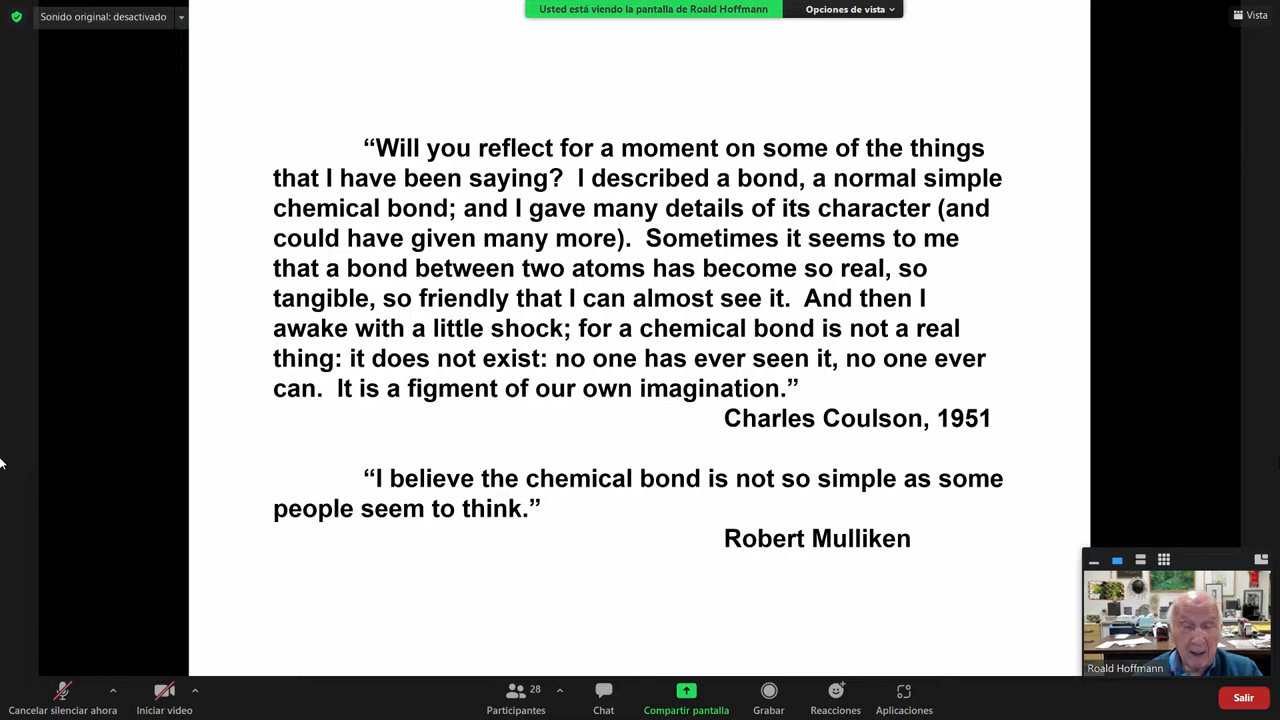 Sonido original: desactivado
Usted está viendo la pantalla de Roald Hoffmann
Opciones de vista
Vista
“Will you reflect for a moment on some of the things
that I have been saying? I described a bond, a normal simple
chemical bond; and I gave many details of its character (and
could have given many more). Sometimes it seems to me
that a bond between two atoms has become so real, so
tangible, so friendly that I can almost see it. And then I
awake with a little shock; for a chemical bond is not a real
thing: it does not exist: no one has ever seen it, no one ever
can. It is a figment of our own imagination.”
Charles Coulson, 1951
“I believe the chemical bond is not so simple as some
people seem to think.”
Robert Mulliken
Roald Hoffmann
Cancelar silenciar ahora
Iniciar video
28
Participantes
Chat
Compartir pantalla
Grabar
Reacciones
Aplicaciones
Salir